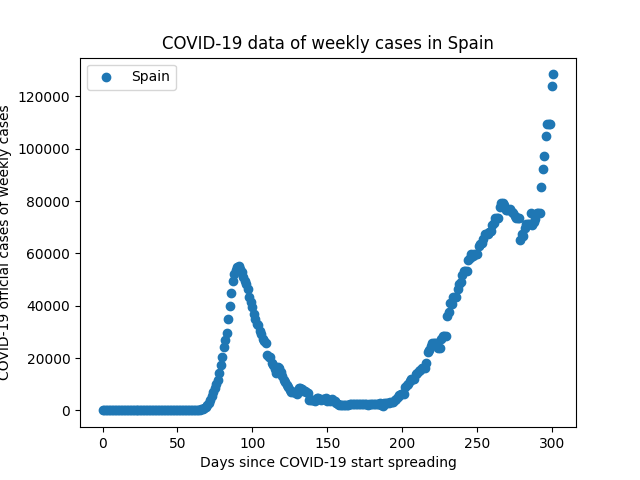 COVID-19 data of weekly cases in Spain
Spain
COVID-19 official cases of weekly cases
120000
100000
80000
60000
40000
20000
0
0 50 100 150 200 250 300
Days since COVID-19 start spreading